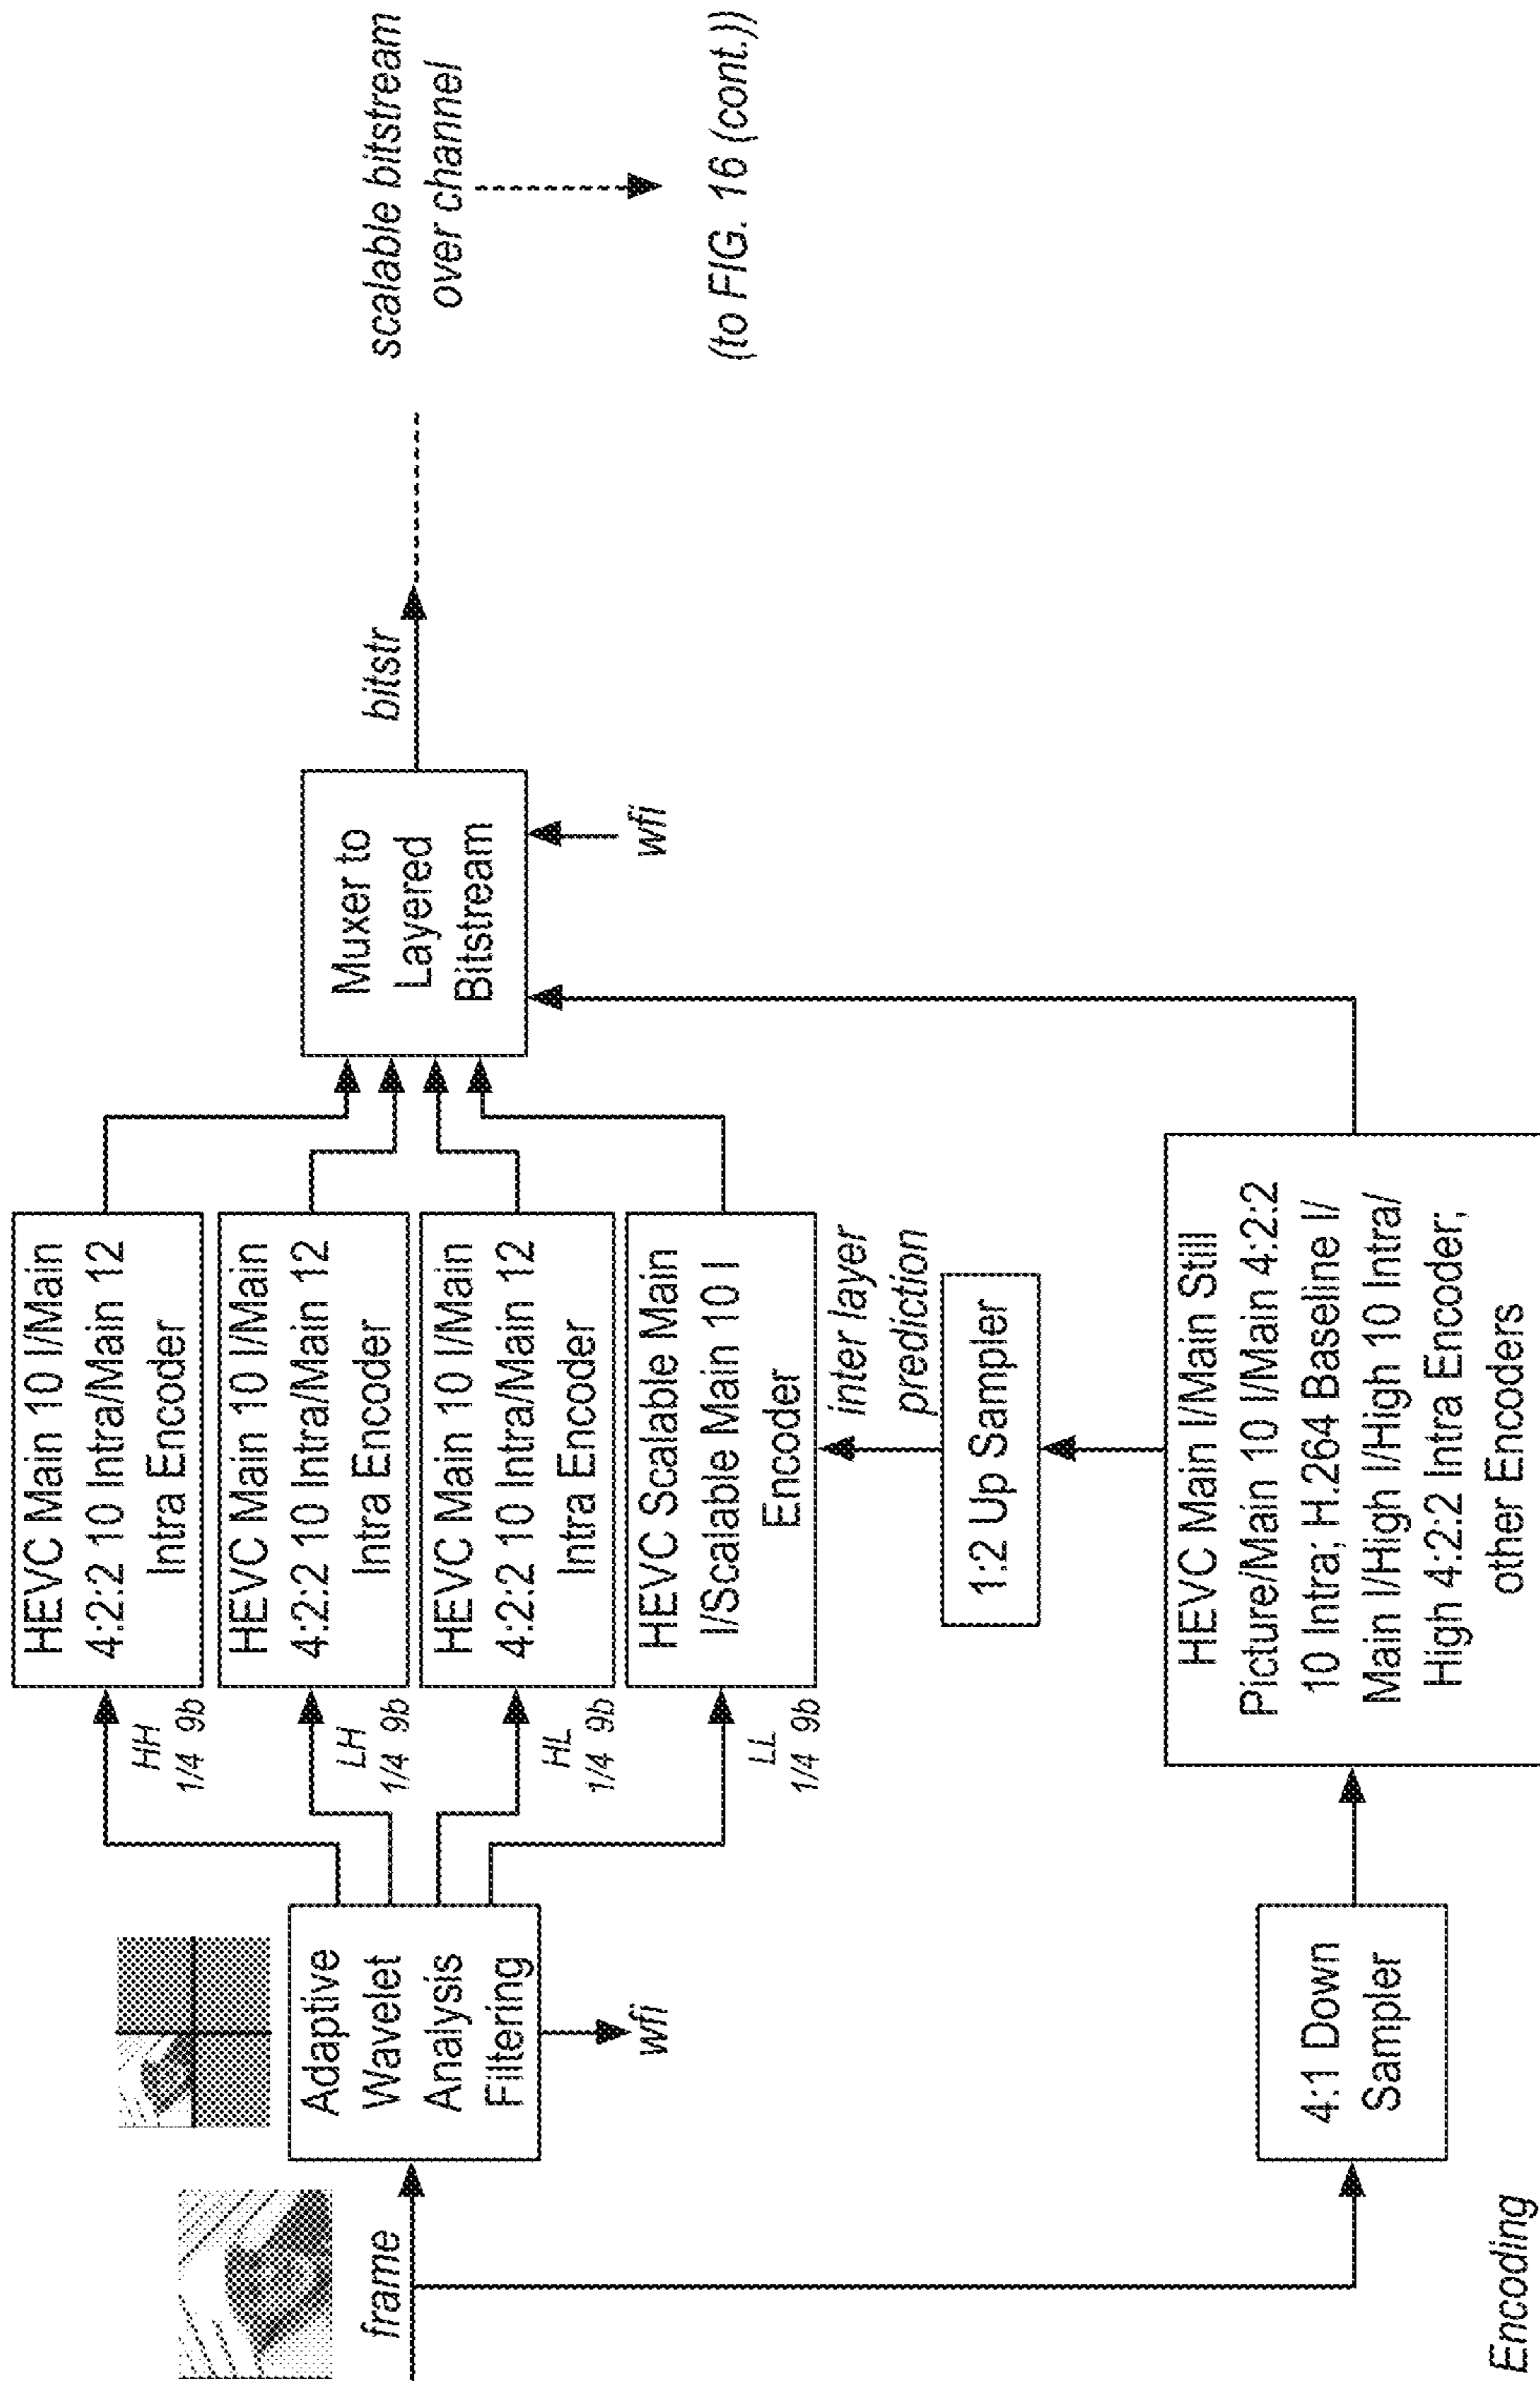 frame
Adaptive
Wavelet
Analysis
Filtering
wfi
HH
1/4 9b
LH
1/4 9b
HL
1/4 9b
LL
1/4 9b
HEVC Main 10 I/Main
4:2:2 10 Intra/Main 12
Intra Encoder
HEVC Main 10 I/Main
4:2:2 10 Intra/Main 12
Intra Encoder
HEVC Main 10 I/Main
4:2:2 10 Intra/Main 12
Intra Encoder
HEVC Scalable Main
I/Scalable Main 10 I
Encoder
inter layer
prediction
1:2 Up Sampler
Muxer to
Layered
Bitstream
wfi
bitstr
scalable bitstream
over channel
(to FIG. 16 (cont.))
4:1 Down
Sampler
HEVC Main I/Main Still
Picture/Main 10 I/Main 4:2:2
10 Intra; H.264 Baseline I/
Main I/High I/High 10 Intra/
High 4:2:2 Intra Encoder;
other Encoders
Encoding